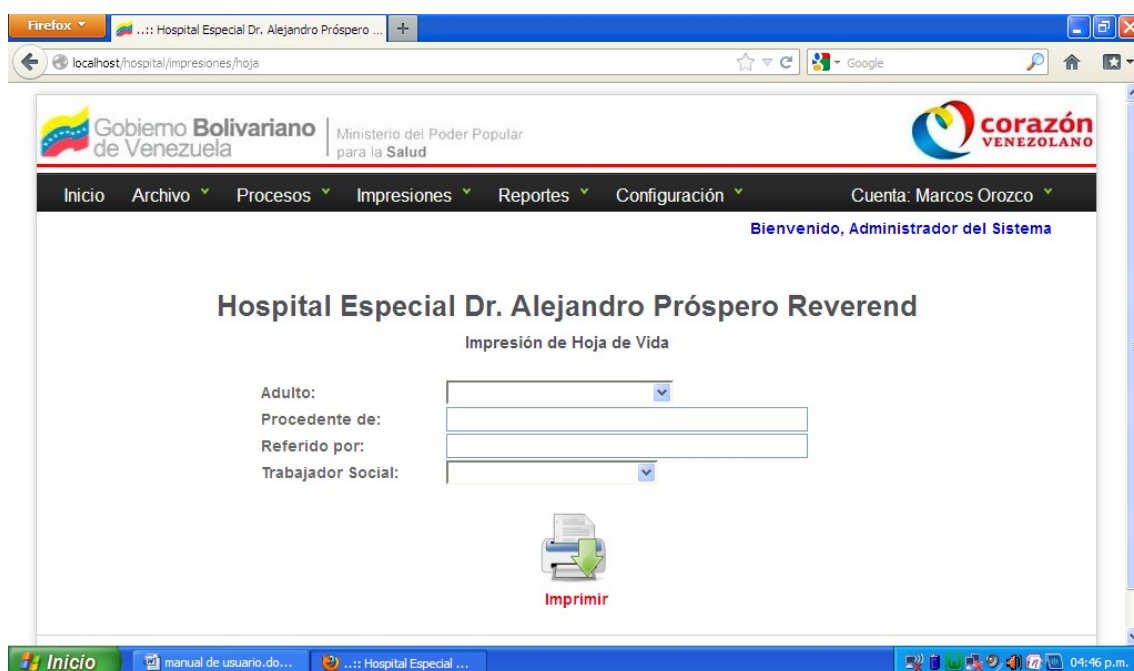 Firefox
..:: Hospital Especial Dr. Alejandro Próspero ...
localhost/hospital/impresiones/hoja
Google
Gobierno Bolivariano
de Venezuela
Ministerio del Poder Popular
para la Salud
corazón
VENEZOLANO
Inicio Archivo Procesos Impresiones Reportes Configuración Cuenta: Marcos Orozco
Bienvenido, Administrador del Sistema
Hospital Especial Dr. Alejandro Próspero Reverend
Impresión de Hoja de Vida
Adulto:
Procedente de:
Referido por:
Trabajador Social:
Imprimir
Inicio manual de usuario.do... ..:: Hospital Especial ... 04:46 p.m.